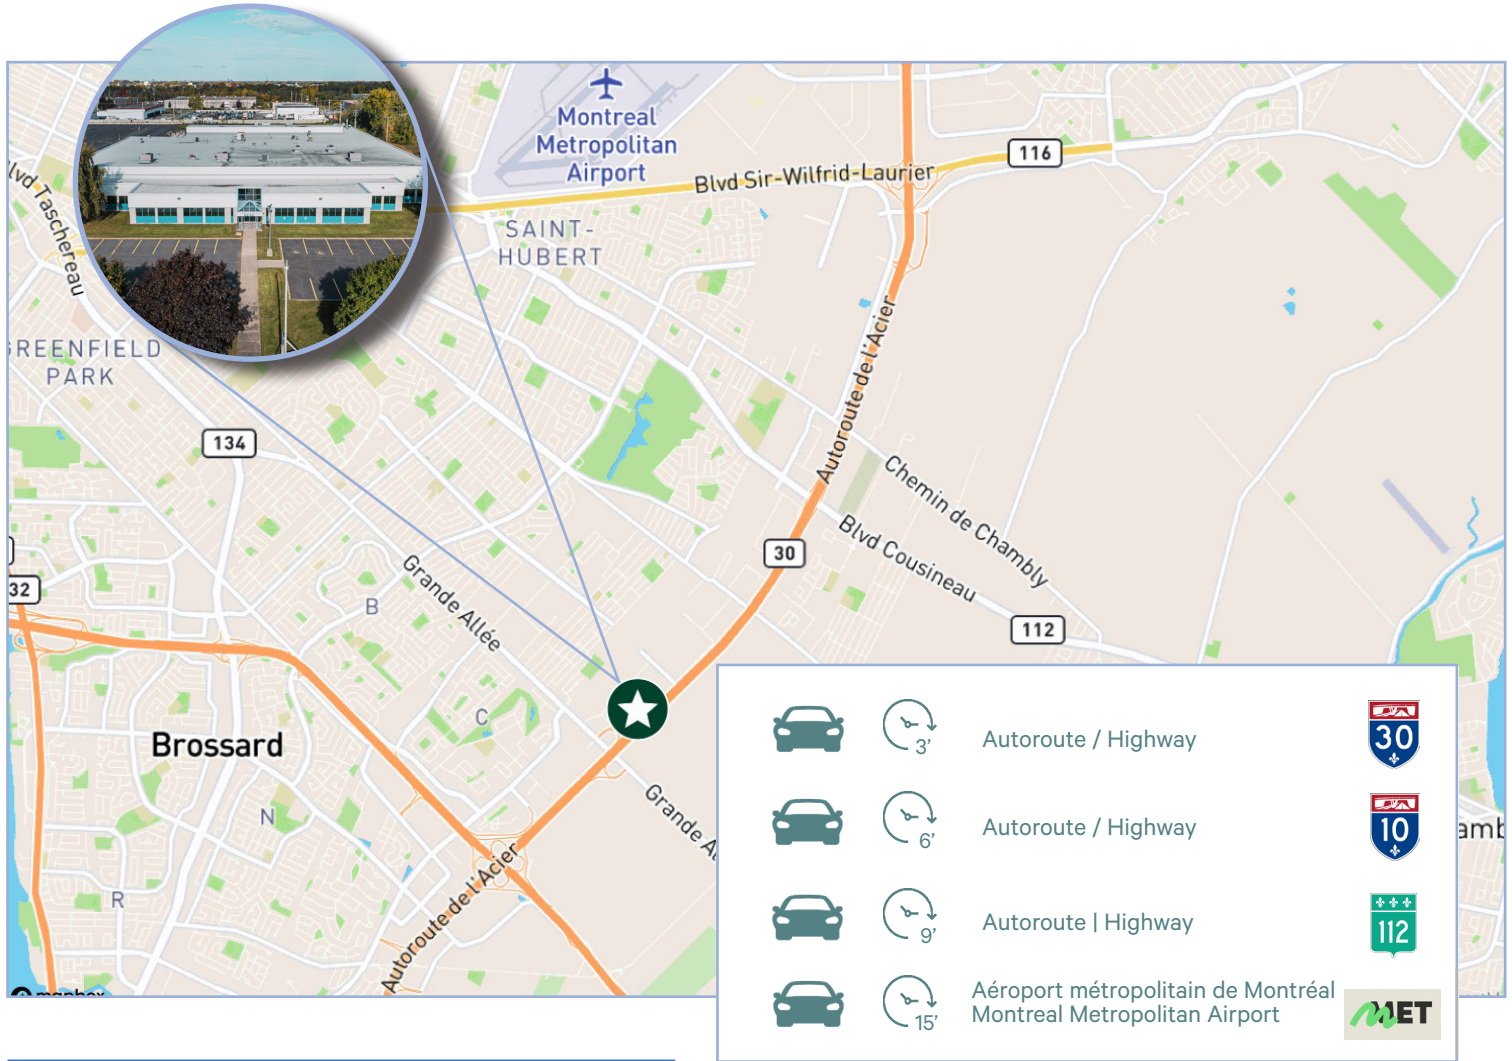 Montreal
Metropolitan
Airport
116
Blvd Sir-Wilfrid-Laurier
lvd Taschereau
SAINT-
HUBERT
REENFIELD
PARK
134
Autoroute de l'Acier
Chemin de Chambly
Blvd Cousineau
30
32
Grande Allée
B
112
C
Brossard
N
Grande Al
R
Autoroute de l'Acier
amb
mapbox
3'
Autoroute / Highway
30
6'
Autoroute / Highway
10
9'
Autoroute | Highway
112
15'
Aéroport métropolitain de Montréal
Montreal Metropolitan Airport
MET